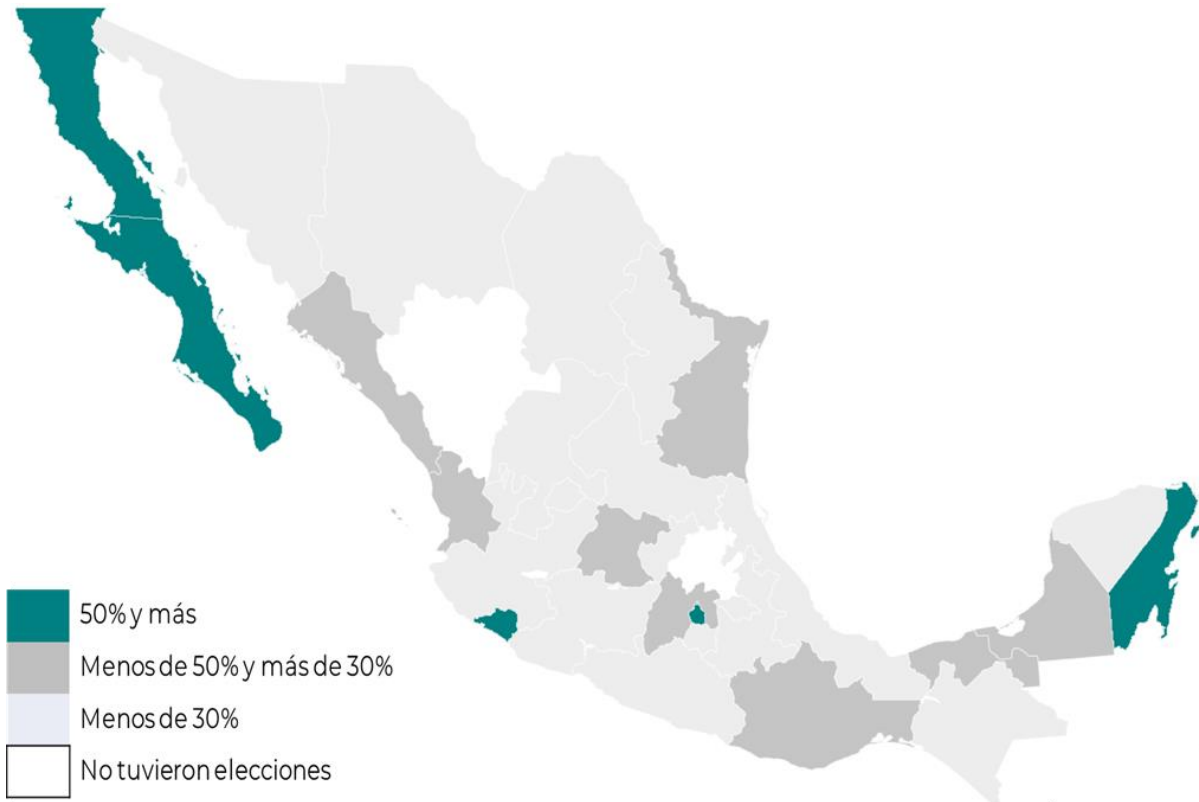 50% y más
Menos de 50% y más de 30%
Menos de 30%
No tuvieron elecciones